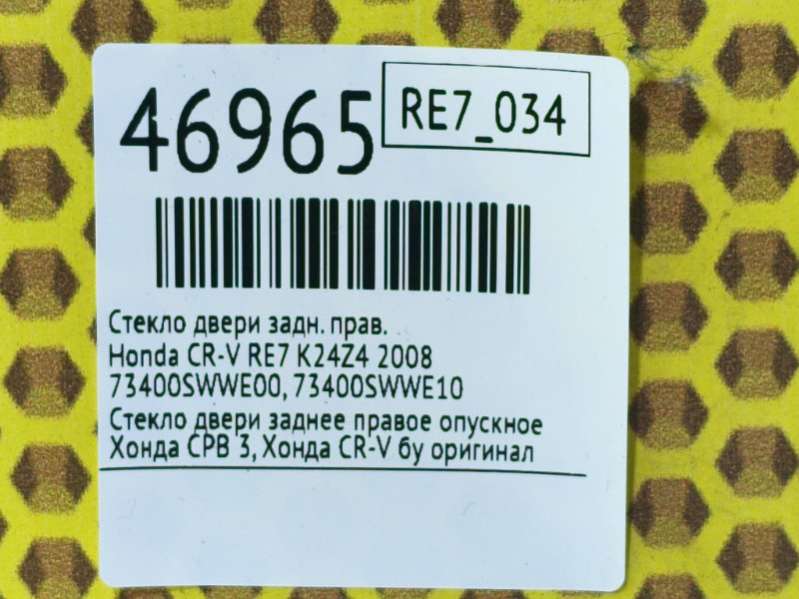 46965
RE7_034
Стекло двери задн. прав.
Honda CR-V RE7 K24Z4 2008
73400SWWE00, 73400SWWE10
Стекло двери заднее правое опускное
Хонда СРВ 3, Хонда CR-V бу оригинал